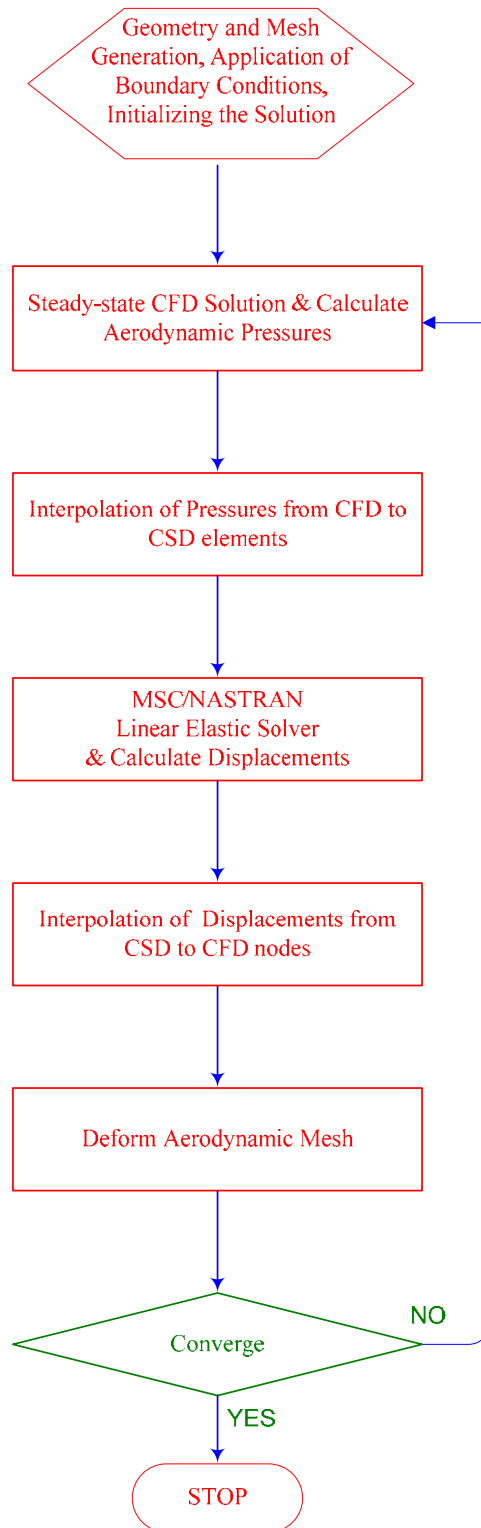 Geometry and Mesh
Generation, Application of
Boundary Conditions,
Initializing the Solution
Steady-state CFD Solution & Calculate
Aerodynamic Pressures
Interpolation of Pressures from CFD to
CSD elements
MSC/NASTRAN
Linear Elastic Solver
& Calculate Displacements
Interpolation of Displacements from
CSD to CFD nodes
Deform Aerodynamic Mesh
NO
Converge
YES
STOP